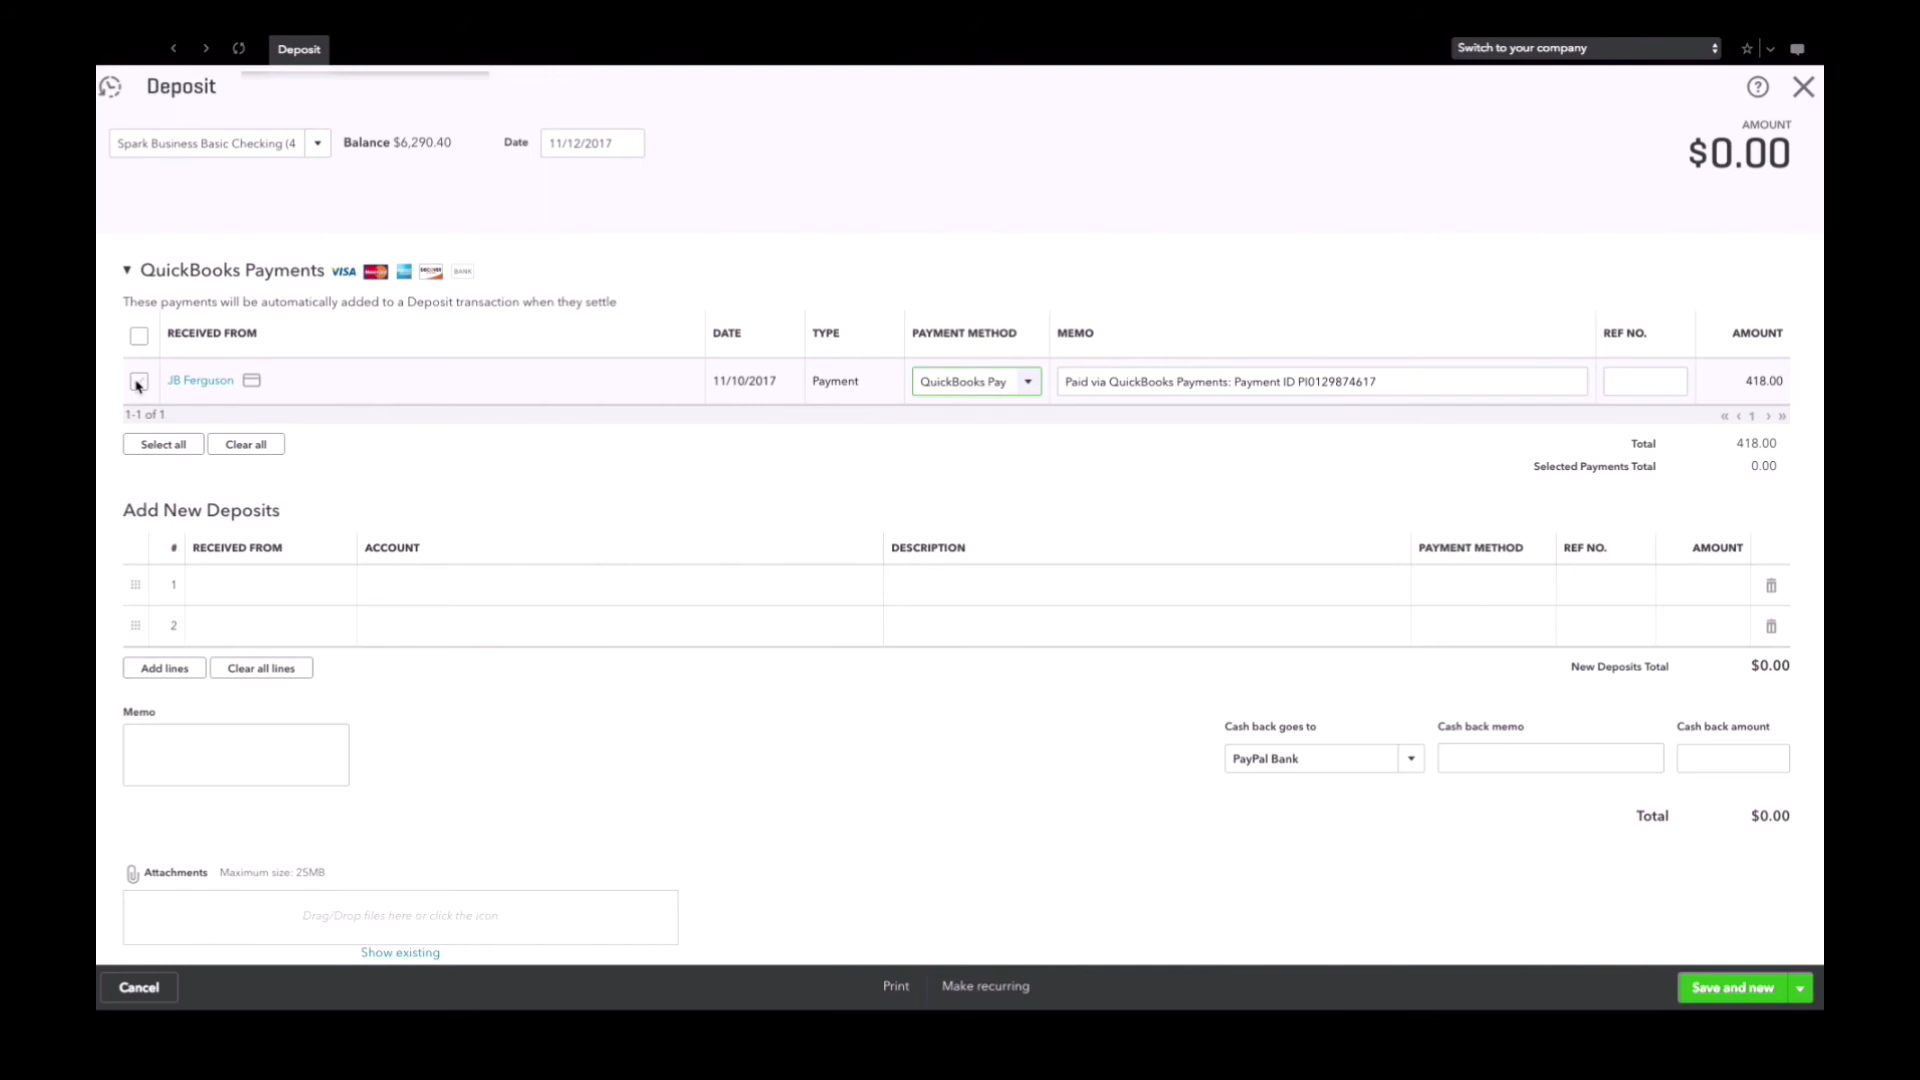 Deposit
Switch to your company
Deposit
AMOUNT
Spark Business Basic Checking (4
Balance $6,290.40
Date
11/12/2017
$0.00
QuickBooks Payments
VISA
DISCOVER
BANK
These payments will be automatically added to a Deposit transaction when they settle
RECEIVED FROM DATE TYPE PAYMENT METHOD MEMO REF NO. AMOUNT
JB Ferguson 11/10/2017 Payment QuickBooks Pay Paid via QuickBooks Payments: Payment ID PI0129874617 418.00
1-1 of 1
« ‹ 1 › »
Select all Clear all
Total 418.00
Selected Payments Total 0.00
Add New Deposits
# RECEIVED FROM ACCOUNT DESCRIPTION PAYMENT METHOD REF NO. AMOUNT
1
2
Add lines Clear all lines
New Deposits Total $0.00
Memo
Cash back goes to Cash back memo Cash back amount
PayPal Bank
Total $0.00
Attachments Maximum size: 25MB
Drag/Drop files here or click the icon
Show existing
Cancel Print Make recurring Save and new